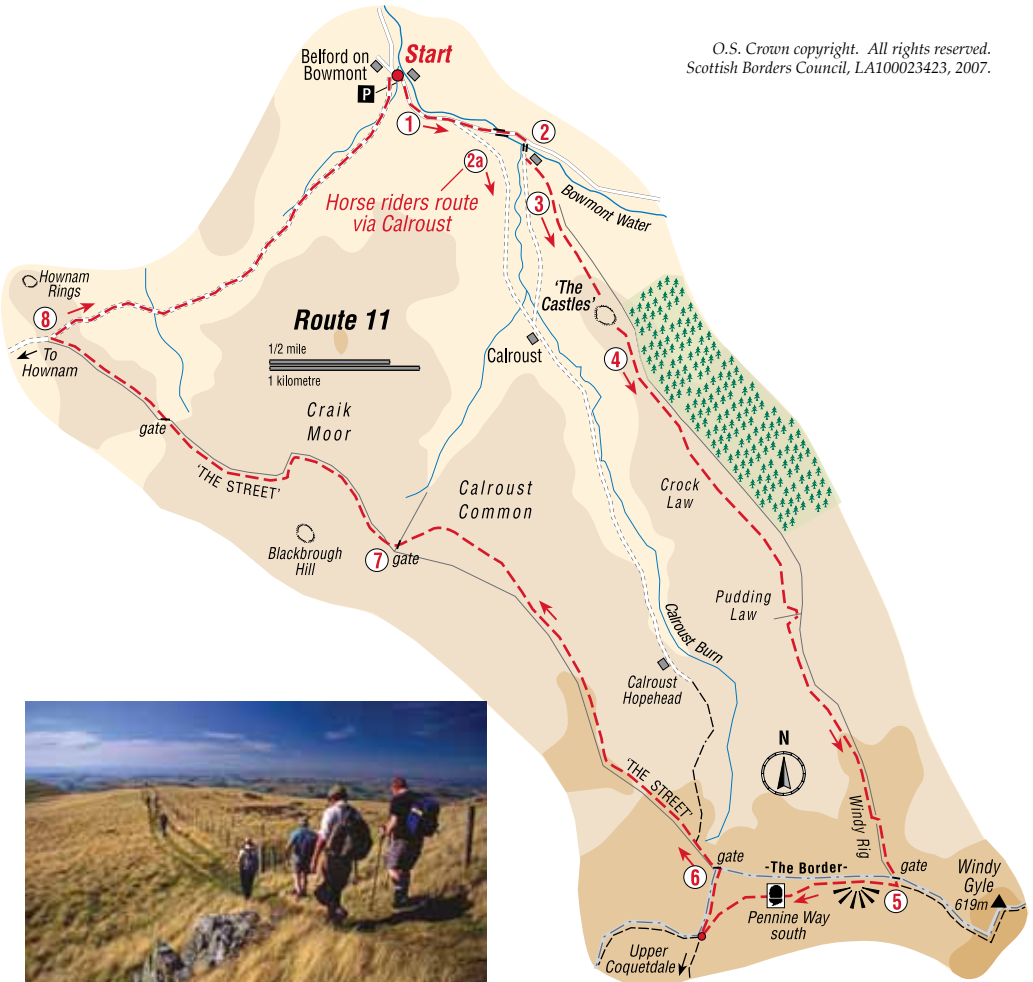 O.S. Crown copyright. All rights reserved.
Scottish Borders Council, LA100023423, 2007.
Belford on
Bowmont
Start
P
1
2
2a
Horse riders route
via Calroust
3
Bowmont Water
Hownam
Rings
8
To
Hownam
Route 11
1/2 mile
1 kilometre
'The
Castles'
Calroust
4
gate
Craik
Moor
'THE STREET'
Calroust
Common
Crock
Law
Blackbrough
Hill
7
gate
Pudding
Law
Calroust Burn
Calroust
Hopehead
N
'THE STREET'
Windy Rig
6
gate
-The Border-
gate
Windy
Gyle
619m
5
Pennine Way
south
Upper
Coquetdale